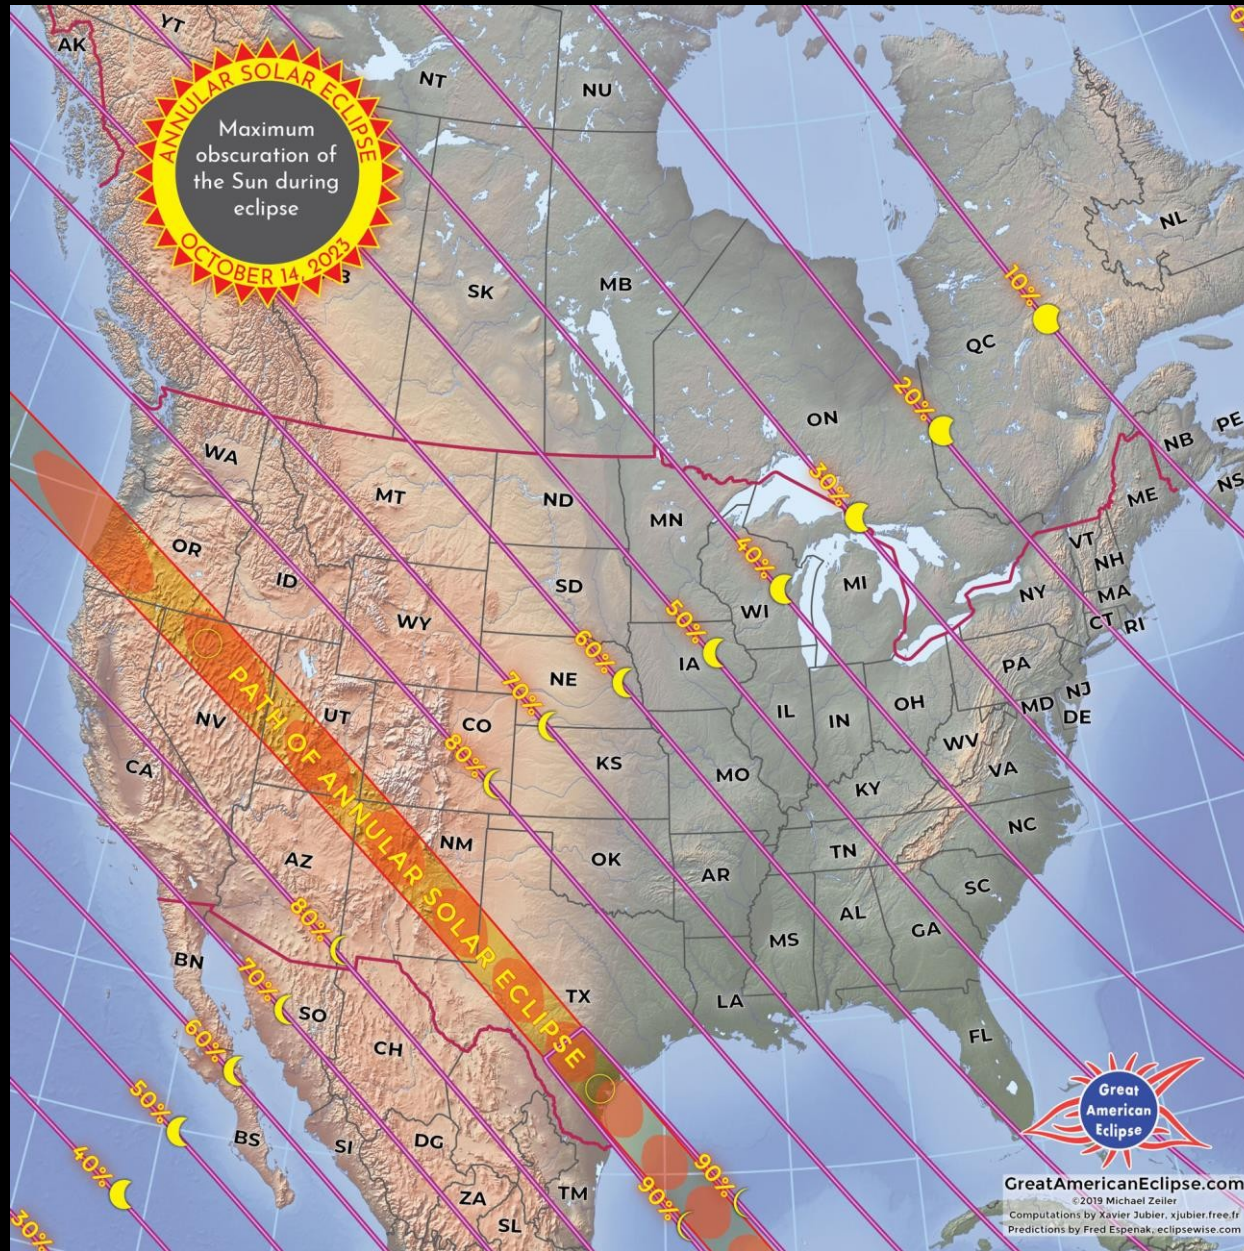 ANNULAR SOLAR ECLIPSE
Maximum
obscuration of
the Sun during
eclipse
OCTOBER 14, 2023
AK
YT
NT
NU
NL
B
SK
MB
10%
QC
20%
ON
30%
NB
PE
NS
ME
WA
MT
ND
MN
VT
NH
MA
CT
RI
NY
40%
MI
WI
OR
ID
SD
WY
50%
IA
60%
NE
PA
NJ
MD
DE
OH
IL
IN
70%
CO
UT
NV
PATH OF ANNULAR SOLAR ECLIPSE
WV
VA
80%
KS
MO
KY
CA
NC
TN
NM
OK
AR
AZ
SC
AL
GA
MS
80%
BN
70%
SO
TX
LA
FL
60%
CH
50%
BS
SI
DG
40%
ZA
TM
SL
90%
90%
30%
0%
Great
American
Eclipse
GreatAmericanEclipse.com
©2019 Michael Zeiler
Computations by Xavier Jubier, xjubier.free.fr
Predictions by Fred Espenak, eclipsewise.com